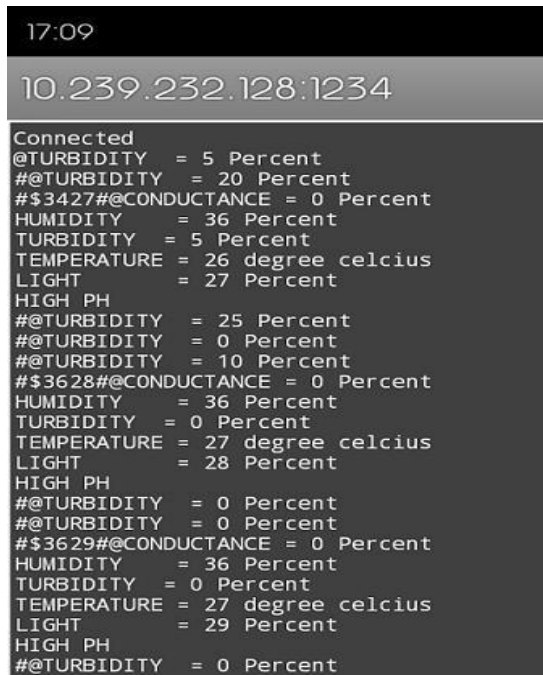 17:09
10.239.232.128:1234
Connected
@TURBIDITY = 5 Percent
#@TURBIDITY = 20 Percent
#$3427#@CONDUCTANCE = 0 Percent
HUMIDITY = 36 Percent
TURBIDITY = 5 Percent
TEMPERATURE = 26 degree celcius
LIGHT = 27 Percent
HIGH PH
#@TURBIDITY = 25 Percent
#@TURBIDITY = 0 Percent
#@TURBIDITY = 10 Percent
#$3628#@CONDUCTANCE = 0 Percent
HUMIDITY = 36 Percent
TURBIDITY = 0 Percent
TEMPERATURE = 27 degree celcius
LIGHT = 28 Percent
HIGH PH
#@TURBIDITY = 0 Percent
#@TURBIDITY = 0 Percent
#$3629#@CONDUCTANCE = 0 Percent
HUMIDITY = 36 Percent
TURBIDITY = 0 Percent
TEMPERATURE = 27 degree celcius
LIGHT = 29 Percent
HIGH PH
#@TURBIDITY = 0 Percent